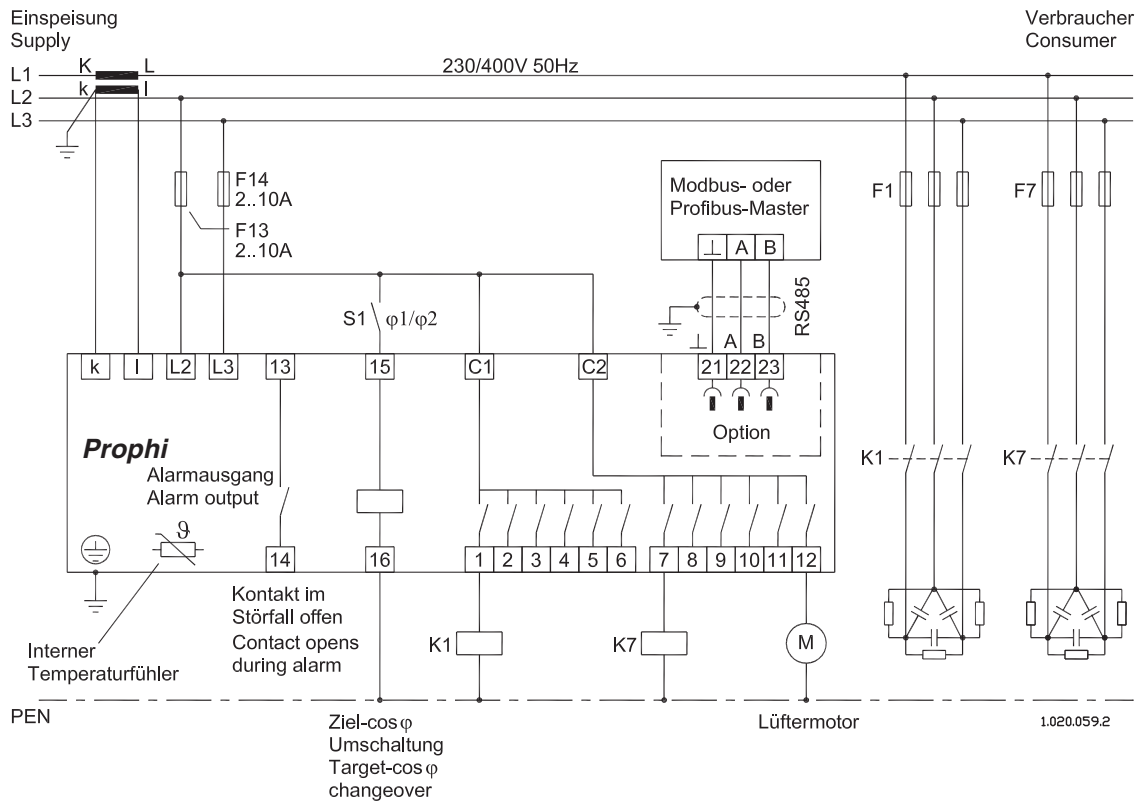 Einspeisung
Supply
Verbraucher
Consumer
K L
230/400V 50Hz
L1
k l
L2
L3
F14
2..10A
F13
2..10A
Modbus- oder
Profibus-Master
F1
F7
⊥ A B
RS485
S1 φ1/φ2
⊥ A B
k l L2 L3 13 15 C1 C2 21 22 23
Option
Prophi
Alarmausgang
Alarm output
K1
K7
ϑ
14 16 1 2 3 4 5 6 7 8 9 10 11 12
Kontakt im
Störfall offen
Contact opens
during alarm
K1
K7
M
Interner
Temperaturfühler
PEN
Ziel-cos φ
Umschaltung
Target-cos φ
changeover
Lüftermotor
1.020.059.2